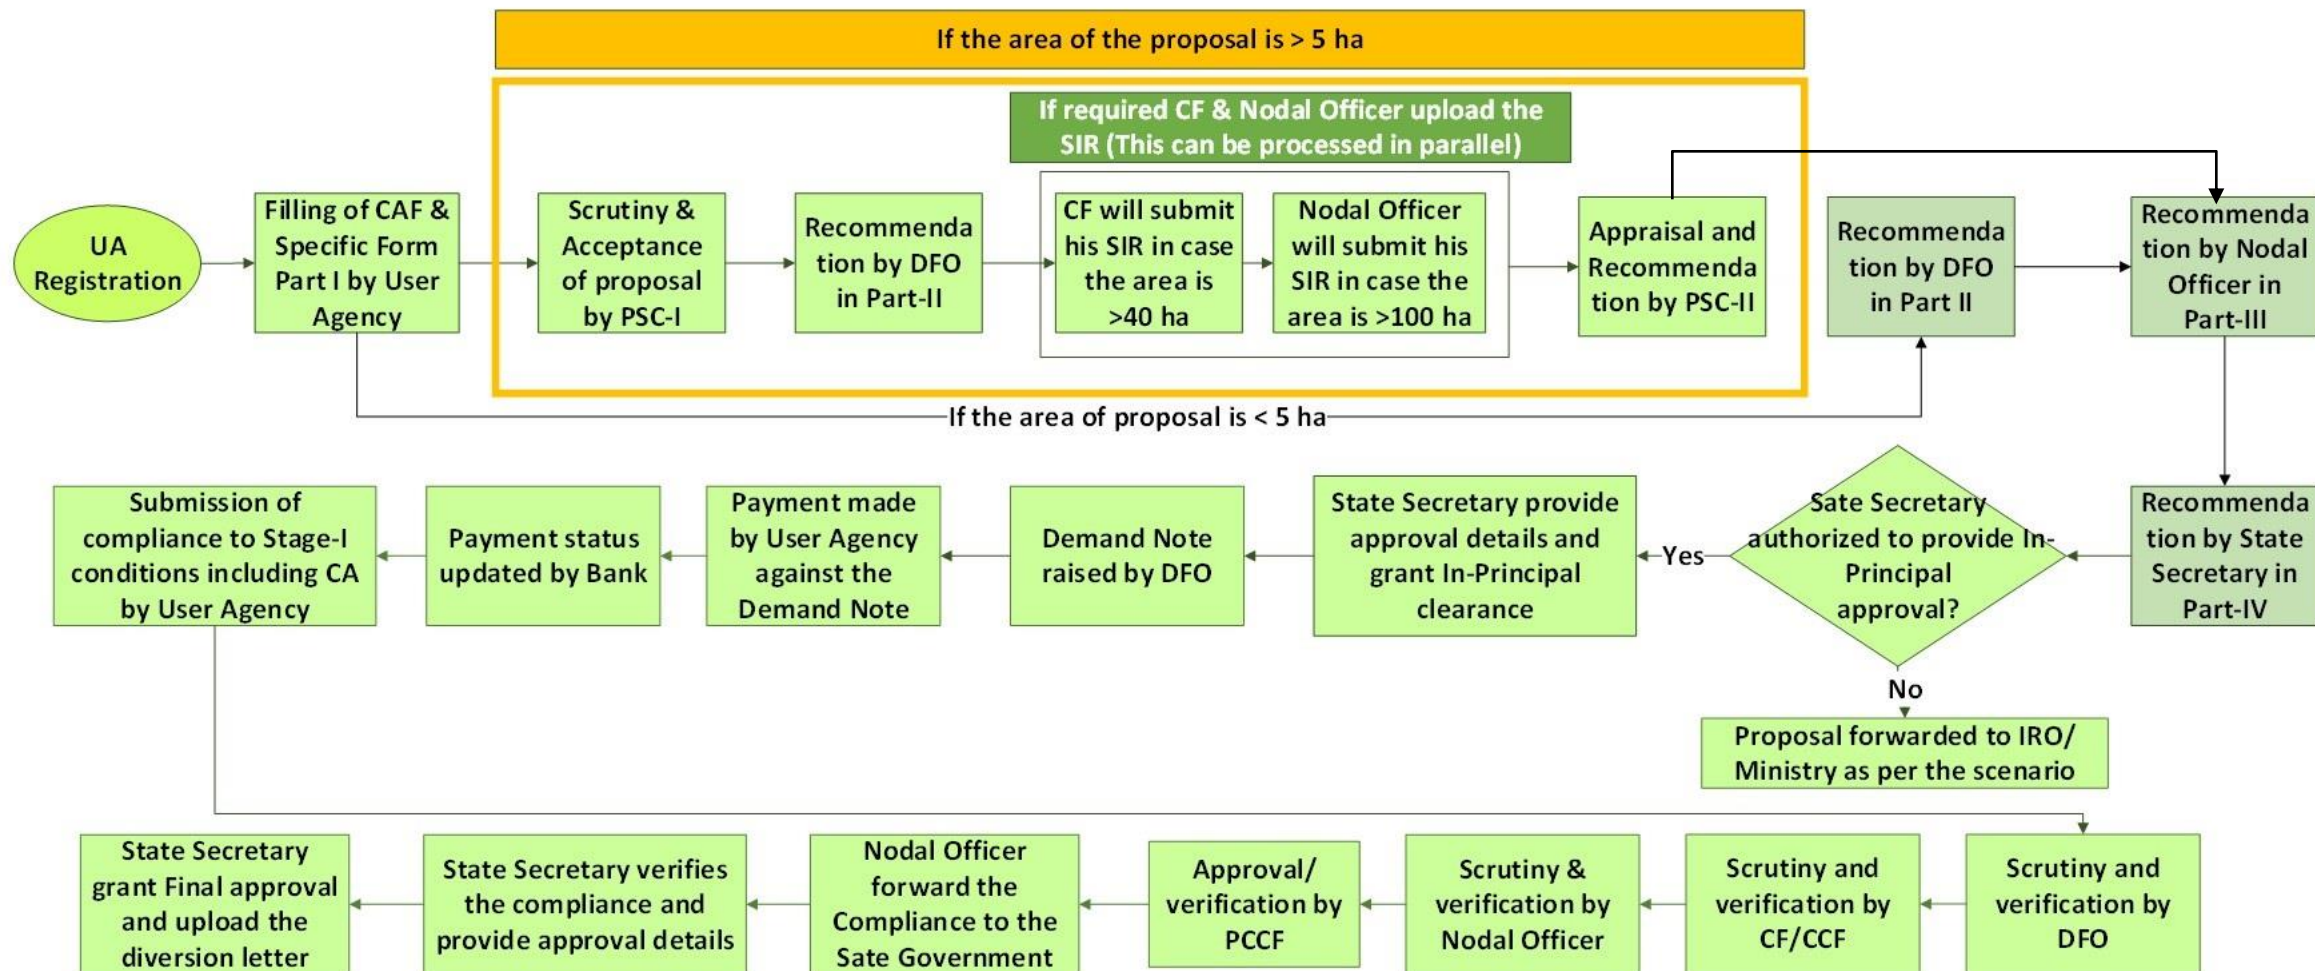 If the area of the proposal is > 5 ha
If required CF & Nodal Officer upload the
SIR (This can be processed in parallel)
UA
Registration
Filling of CAF &
Specific Form
Part I by User
Agency
Scrutiny &
Acceptance
of proposal
by PSC-I
Recommenda
tion by DFO
in Part-II
CF will submit
his SIR in case
the area is
>40 ha
Nodal Officer
will submit his
SIR in case the
area is >100 ha
Appraisal and
Recommenda
tion by PSC-II
Recommenda
tion by DFO
in Part II
Recommenda
tion by Nodal
Officer in
Part-III
If the area of proposal is < 5 ha
Recommenda
tion by State
Secretary in
Part-IV
Sate Secretary
authorized to provide In-
Principal
approval?
Yes
No
Proposal forwarded to IRO/
Ministry as per the scenario
State Secretary provide
approval details and
grant In-Principal
clearance
Demand Note
raised by DFO
Payment made
by User Agency
against the
Demand Note
Payment status
updated by Bank
Submission of
compliance to Stage-I
conditions including CA
by User Agency
Scrutiny and
verification by
DFO
Scrutiny and
verification by
CF/CCF
Scrutiny &
verification by
Nodal Officer
Approval/
verification by
PCCF
Nodal Officer
forward the
Compliance to the
Sate Government
State Secretary verifies
the compliance and
provide approval details
State Secretary
grant Final approval
and upload the
diversion letter